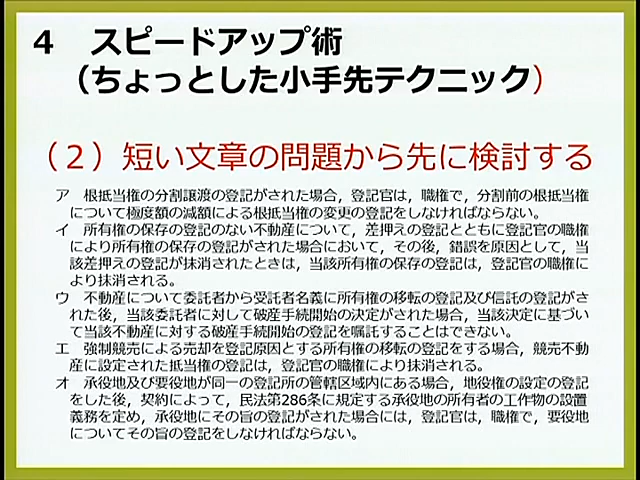 ４　スピードアップ術
（ちょっとした小手先テクニック）
（２）短い文章の問題から先に検討する
ア　根抵当権の分割譲渡の登記がされた場合，登記官は，職権で，分割前の根抵当権
について極度額の減額による根抵当権の変更の登記をしなければならない。
イ　所有権の保存の登記のない不動産について，差押えの登記とともに登記官の職権
により所有権の保存の登記がされた場合において，その後，錯誤を原因として，当
該差押えの登記が抹消されたときは，当該所有権の保存の登記は，登記官の職権に
より抹消される。
ウ　不動産について委託者から受託者名義に所有権の移転の登記及び信託の登記がさ
れた後，当該委託者に対して破産手続開始の決定がされた場合，当該決定に基づい
て当該不動産に対する破産手続開始の登記を嘱託することはできない。
エ　強制競売による売却を登記原因とする所有権の移転の登記をする場合，競売不動
産に設定された抵当権の登記は，登記官の職権により抹消される。
オ　承役地及び要役地が同一の登記所の管轄区域内にある場合，地役権の設定の登記
をした後，契約によって，民法第286条に規定する承役地の所有者の工作物の設置
義務を定め，承役地にその旨の登記がされた場合には，登記官は，職権で，要役地
についてその旨の登記をしなければならない。